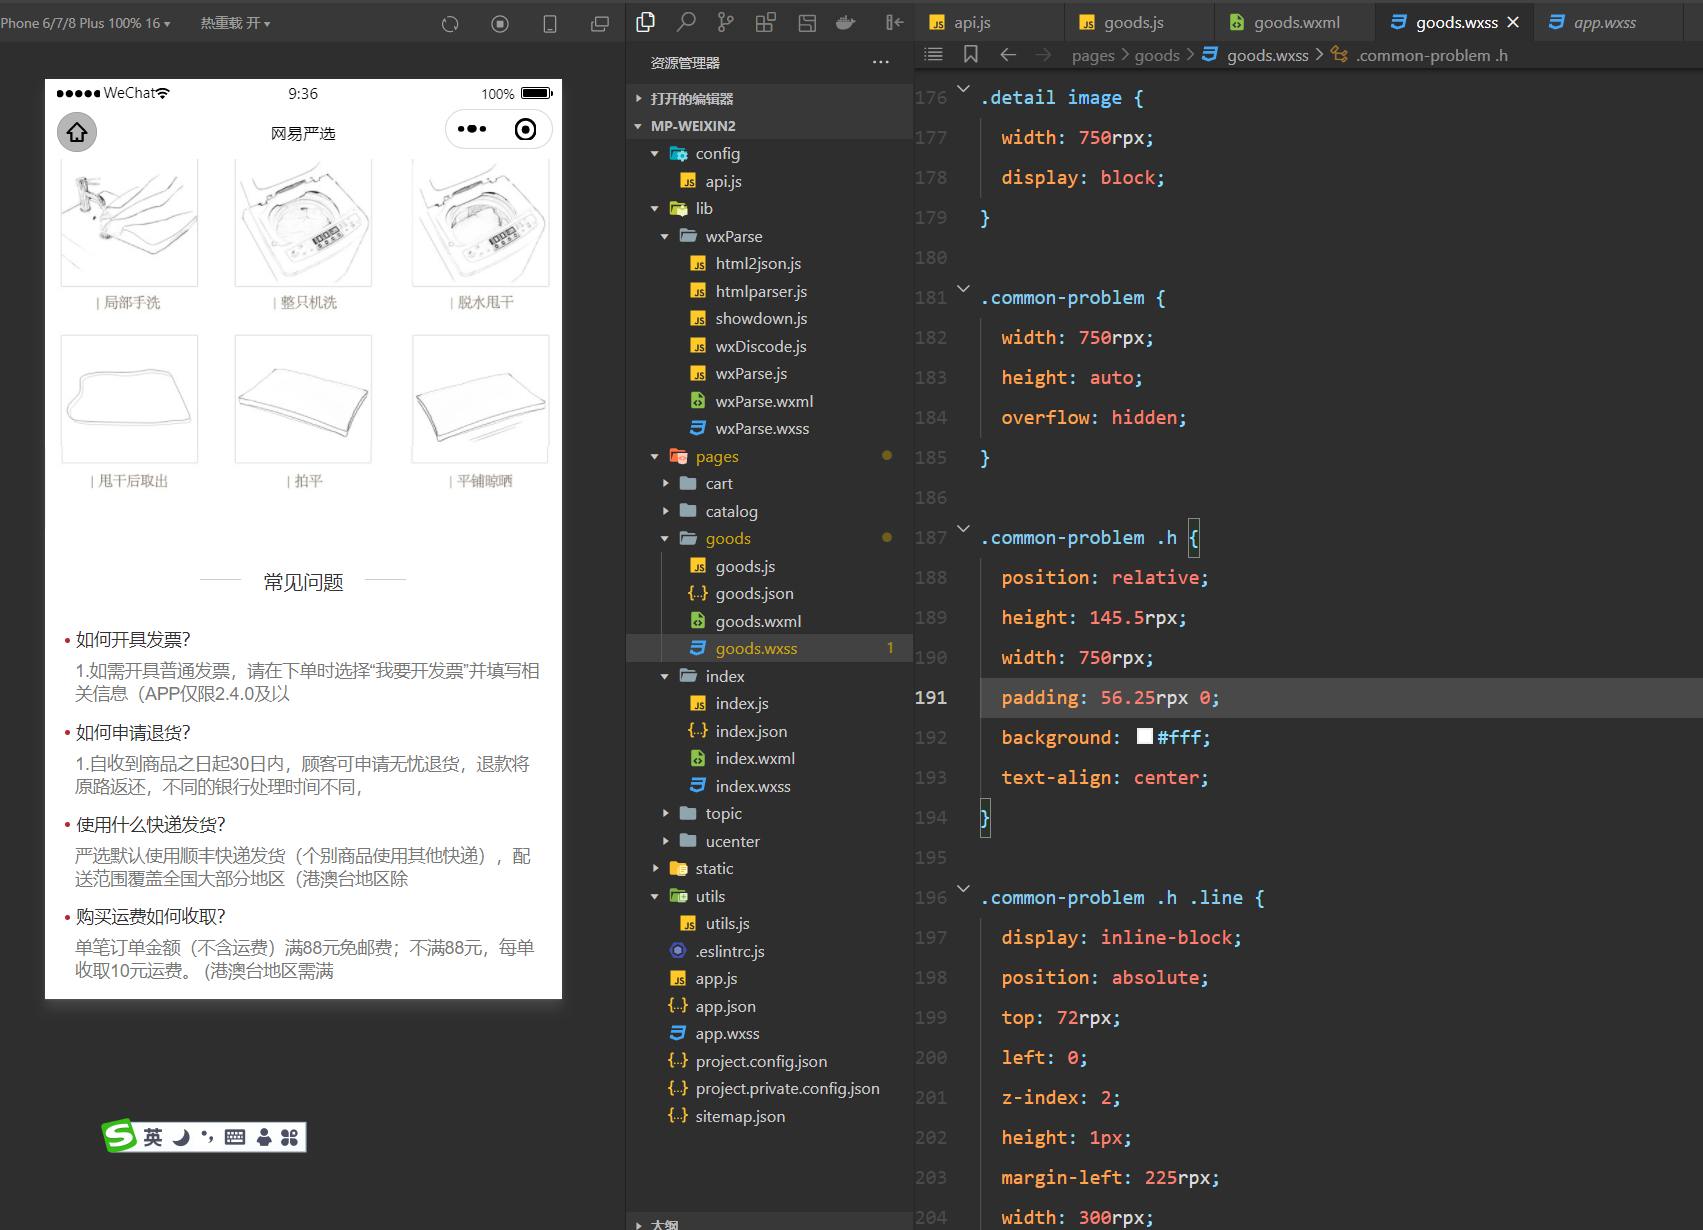 Phone 6/7/8 Plus 100% 16
热重载 开
WeChat
9:36
100%
网易严选
| 局部手洗
| 整只机洗
| 脱水甩干
| 甩干后取出
| 拍平
| 平铺晾晒
常见问题
如何开具发票?
1.如需开具普通发票，请在下单时选择“我要开发票”并填写相
关信息（APP仅限2.4.0及以
如何申请退货?
1.自收到商品之日起30日内，顾客可申请无忧退货，退款将
原路返还，不同的银行处理时间不同，
使用什么快递发货?
严选默认使用顺丰快递发货（个别商品使用其他快递），配
送范围覆盖全国大部分地区（港澳台地区除
购买运费如何收取?
单笔订单金额（不含运费）满88元免邮费；不满88元，每单
收取10元运费。 (港澳台地区需满
英
资源管理器
打开的编辑器
MP-WEIXIN2
config
api.js
lib
wxParse
html2json.js
htmlparser.js
showdown.js
wxDiscode.js
wxParse.js
wxParse.wxml
wxParse.wxss
pages
cart
catalog
goods
goods.js
goods.json
goods.wxml
goods.wxss 1
index
index.js
index.json
index.wxml
index.wxss
topic
ucenter
static
utils
utils.js
.eslintrc.js
app.js
app.json
app.wxss
project.config.json
project.private.config.json
sitemap.json
大纲
api.js
goods.js
goods.wxml
goods.wxss
app.wxss
pages > goods > goods.wxss > .common-problem .h
176 .detail image {
177 width: 750rpx;
178 display: block;
179 }
180
181 .common-problem {
182 width: 750rpx;
183 height: auto;
184 overflow: hidden;
185 }
186
187 .common-problem .h {
188 position: relative;
189 height: 145.5rpx;
190 width: 750rpx;
191 padding: 56.25rpx 0;
192 background: #fff;
193 text-align: center;
194 }
195
196 .common-problem .h .line {
197 display: inline-block;
198 position: absolute;
199 top: 72rpx;
200 left: 0;
201 z-index: 2;
202 height: 1px;
203 margin-left: 225rpx;
204 width: 300rpx;